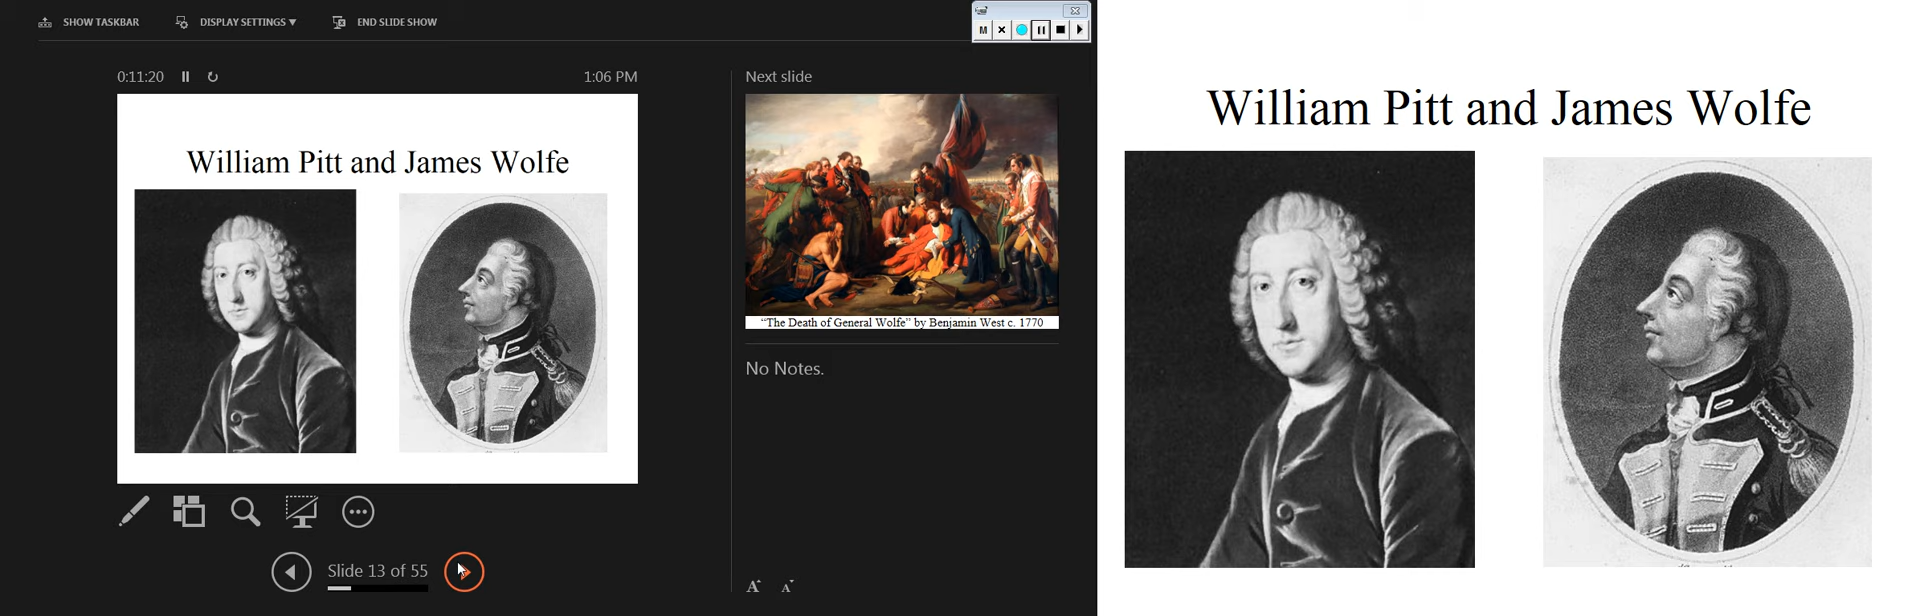 SHOW TASKBAR
DISPLAY SETTINGS ▼
END SLIDE SHOW
M
0:11:20
1:06 PM
Next slide
William Pitt and James Wolfe
“The Death of General Wolfe” by Benjamin West c. 1770
No Notes.
Slide 13 of 55
A A
William Pitt and James Wolfe